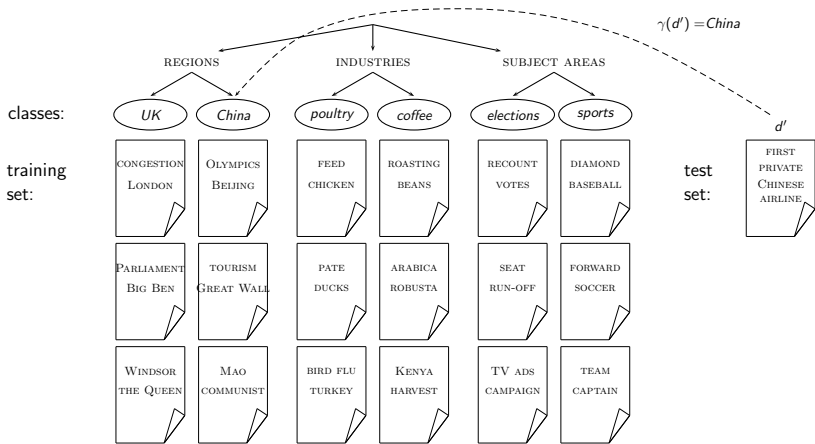 γ(d′) =China
REGIONS INDUSTRIES SUBJECT AREAS
classes: UK China poultry coffee elections sports
d′
training set:
CONGESTION
LONDON
OLYMPICS
BEIJING
FEED
CHICKEN
ROASTING
BEANS
RECOUNT
VOTES
DIAMOND
BASEBALL
test set:
FIRST
PRIVATE
CHINESE
AIRLINE
PARLIAMENT
BIG BEN
TOURISM
GREAT WALL
PATE
DUCKS
ARABICA
ROBUSTA
SEAT
RUN-OFF
FORWARD
SOCCER
WINDSOR
THE QUEEN
MAO
COMMUNIST
BIRD FLU
TURKEY
KENYA
HARVEST
TV ADS
CAMPAIGN
TEAM
CAPTAIN